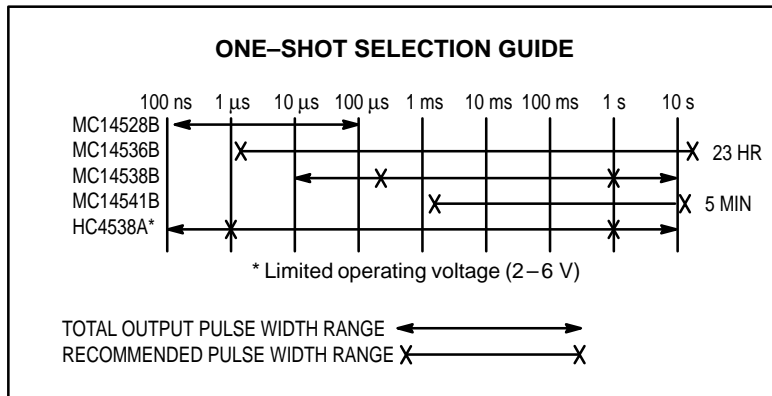 ONE–SHOT SELECTION GUIDE
100 ns 1 µs 10 µs 100 µs 1 ms 10 ms 100 ms 1 s 10 s
MC14528B
MC14536B 23 HR
MC14538B
MC14541B 5 MIN
HC4538A*
* Limited operating voltage (2–6 V)
TOTAL OUTPUT PULSE WIDTH RANGE
RECOMMENDED PULSE WIDTH RANGE